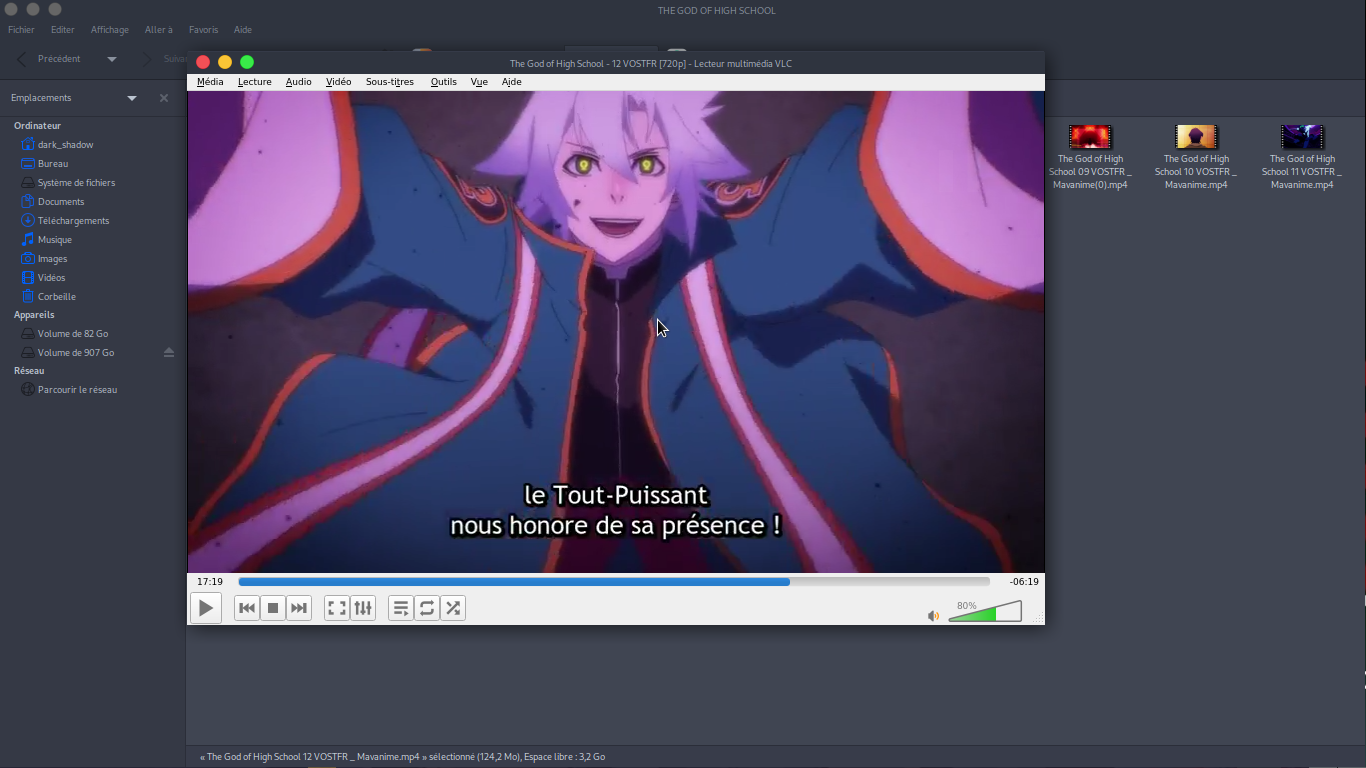 THE GOD OF HIGH SCHOOL
Fichier Editer Affichage Aller à Favoris Aide
Précédent
The God of High School - 12 VOSTFR [720p] - Lecteur multimédia VLC
Média Lecture Audio Vidéo Sous-titres Outils Vue Aide
Emplacements
Ordinateur
dark_shadow
Bureau
Système de fichiers
Documents
Téléchargements
Musique
Images
Vidéos
Corbeille
Appareils
Volume de 82 Go
Volume de 907 Go
Réseau
Parcourir le réseau
The God of High
School 09 VOSTFR _
Mavanime(0).mp4
The God of High
School 10 VOSTFR _
Mavanime.mp4
The God of High
School 11 VOSTFR _
Mavanime.mp4
le Tout-Puissant
nous honore de sa présence !
17:19 -06:19
80%
« The God of High School 12 VOSTFR _ Mavanime.mp4 » sélectionné (124,2 Mo), Espace libre : 3,2 Go